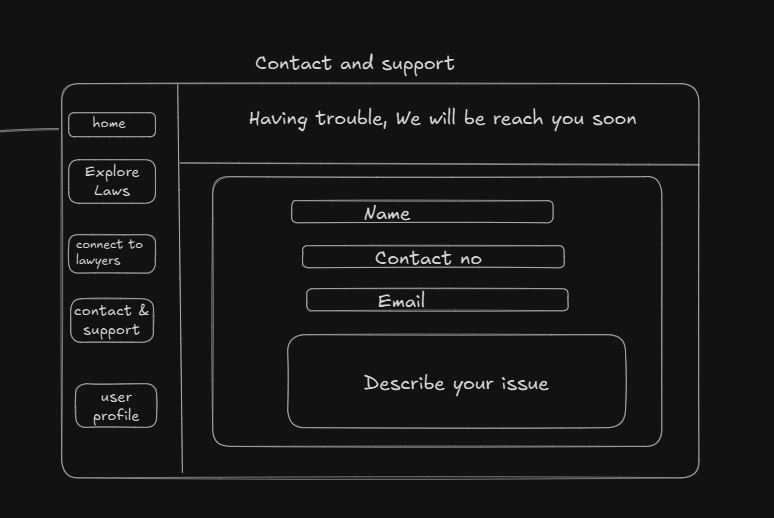 Contact and support
Having trouble, We will be reach you soon
home
Explore
Laws
connect to
lawyers
contact &
support
user
profile
Name
Contact no
Email
Describe your issue